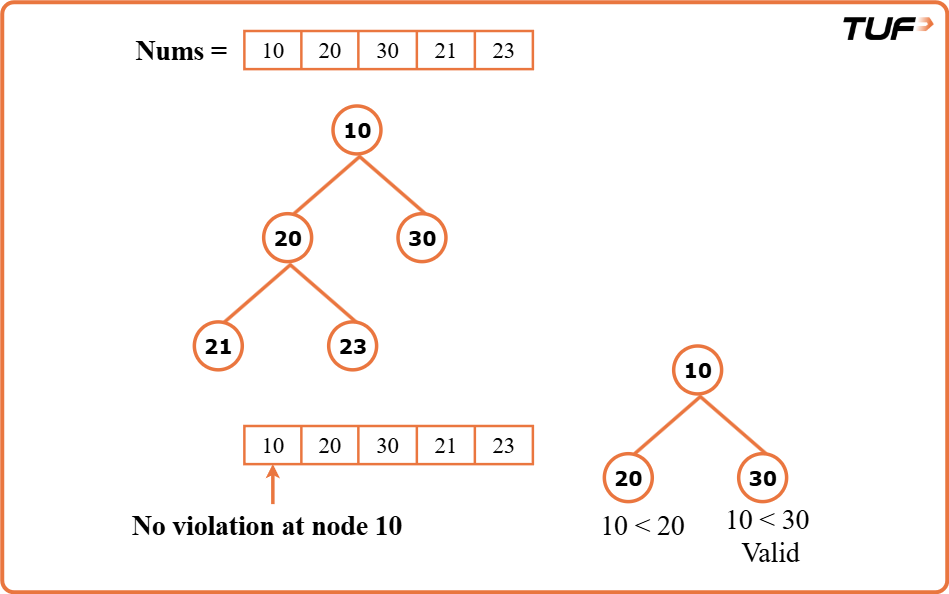 TUF
Nums = 10 20 30 21 23
10
20 30
21 23
10
20 30
10 20 30 21 23
No violation at node 10
10 < 20 10 < 30
Valid